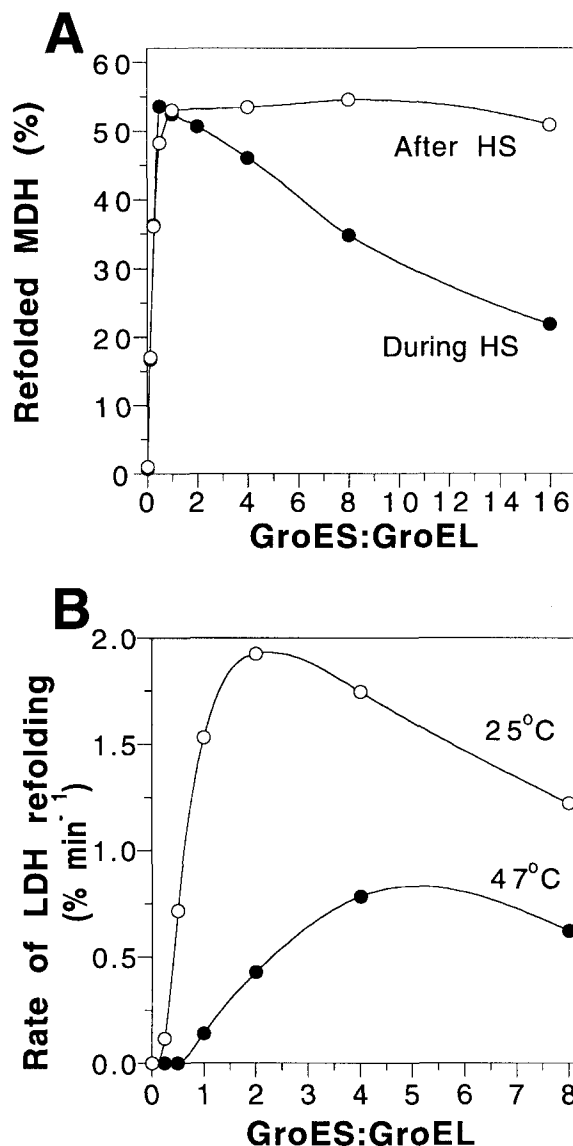 A
60
50
40
30
20
10
0
Refolded MDH (%)
After HS
During HS
0 2 4 6 8 10 12 14 16
GroES:GroEL
B
2.0
1.5
1.0
0.5
0.0
Rate of LDH refolding
(% min⁻¹)
25°C
47°C
0 1 2 3 4 5 6 7 8
GroES:GroEL